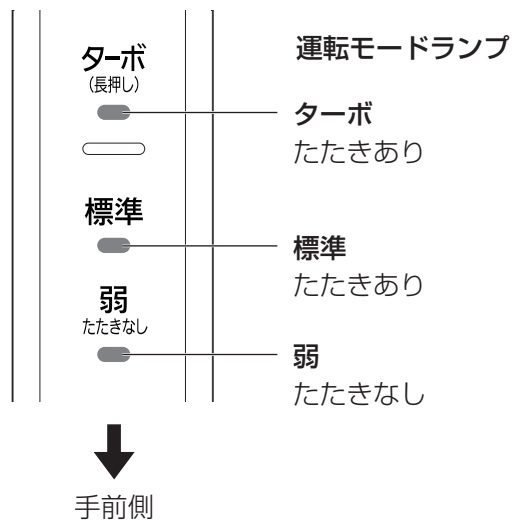 ターボ
(長押し)
標準
弱
たたきなし
運転モードランプ
ターボ
たたきあり
標準
たたきあり
弱
たたきなし
手前側